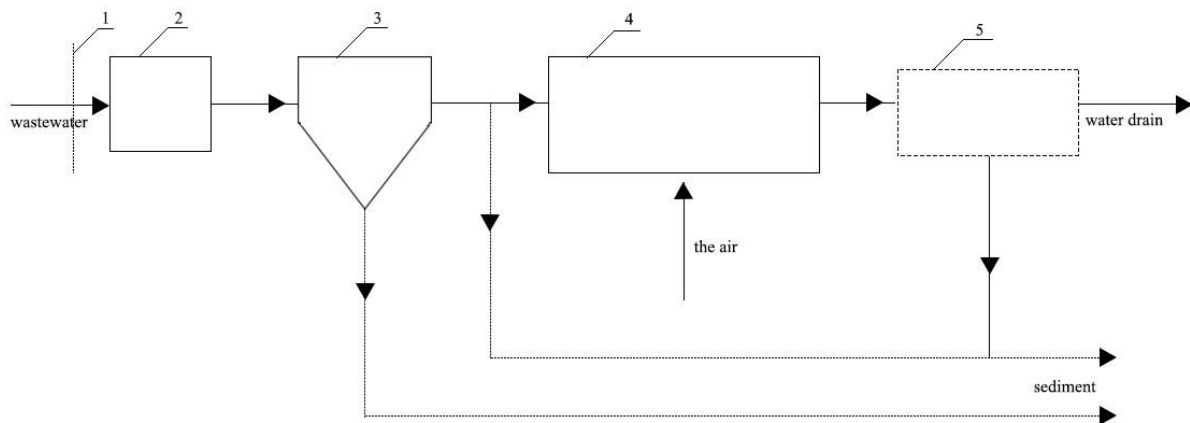 1
2
3
4
5
wastewater
water drain
the air
sediment